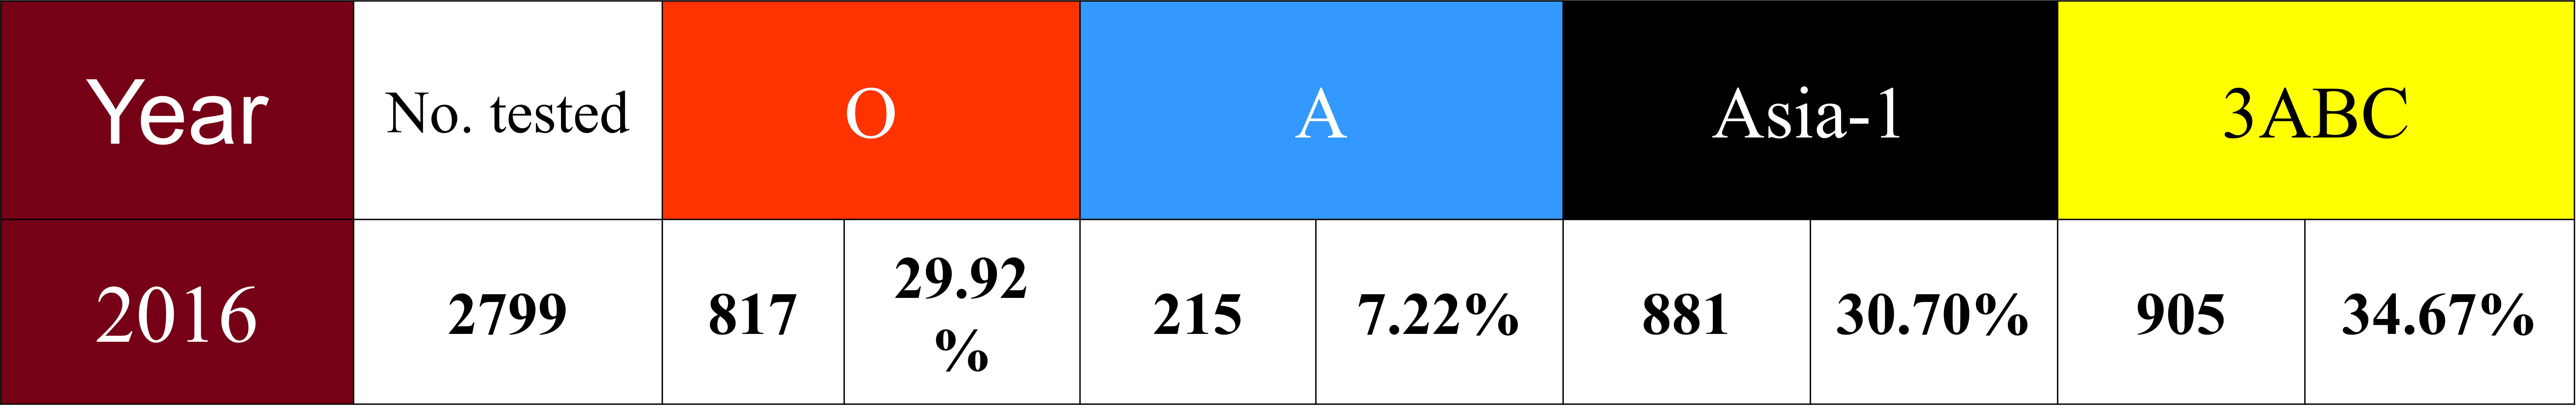 Year No. tested O A Asia-1 3ABC
2016 2799 817 29.92 215 7.22% 881 30.70% 905 34.67%
%